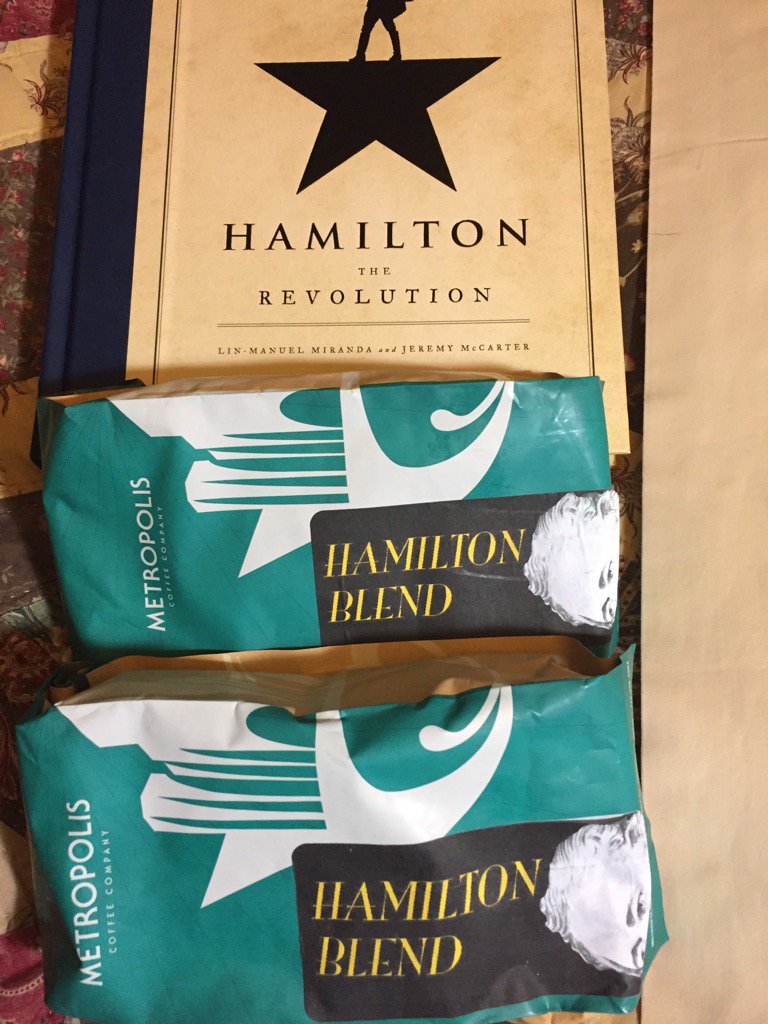 HAMILTON
THE
REVOLUTION
LIN-MANUEL MIRANDA and JEREMY McCARTER
METROPOLIS
COFFEE COMPANY
HAMILTON
BLEND
METROPOLIS
COFFEE COMPANY
HAMILTON
BLEND